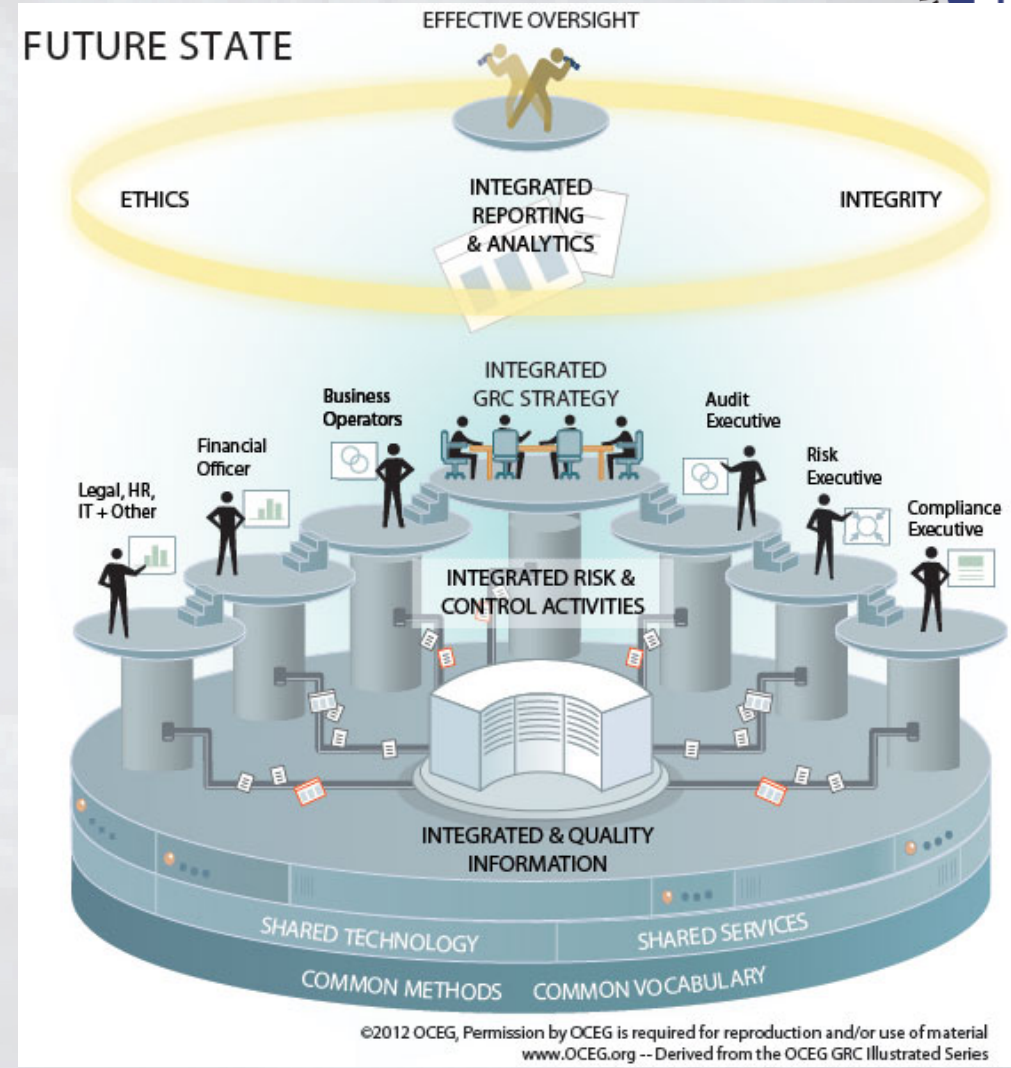 EFFECTIVE OVERSIGHT
FUTURE STATE
ETHICS
INTEGRATED
REPORTING
& ANALYTICS
INTEGRITY
INTEGRATED
GRC STRATEGY
Business
Operators
Audit
Executive
Financial
Officer
Risk
Executive
Legal, HR,
IT + Other
Compliance
Executive
INTEGRATED RISK &
CONTROL ACTIVITIES
INTEGRATED & QUALITY
INFORMATION
SHARED TECHNOLOGY
SHARED SERVICES
COMMON METHODS
COMMON VOCABULARY
©2012 OCEG, Permission by OCEG is required for reproduction and/or use of material
www.OCEG.org -- Derived from the OCEG GRC Illustrated Series